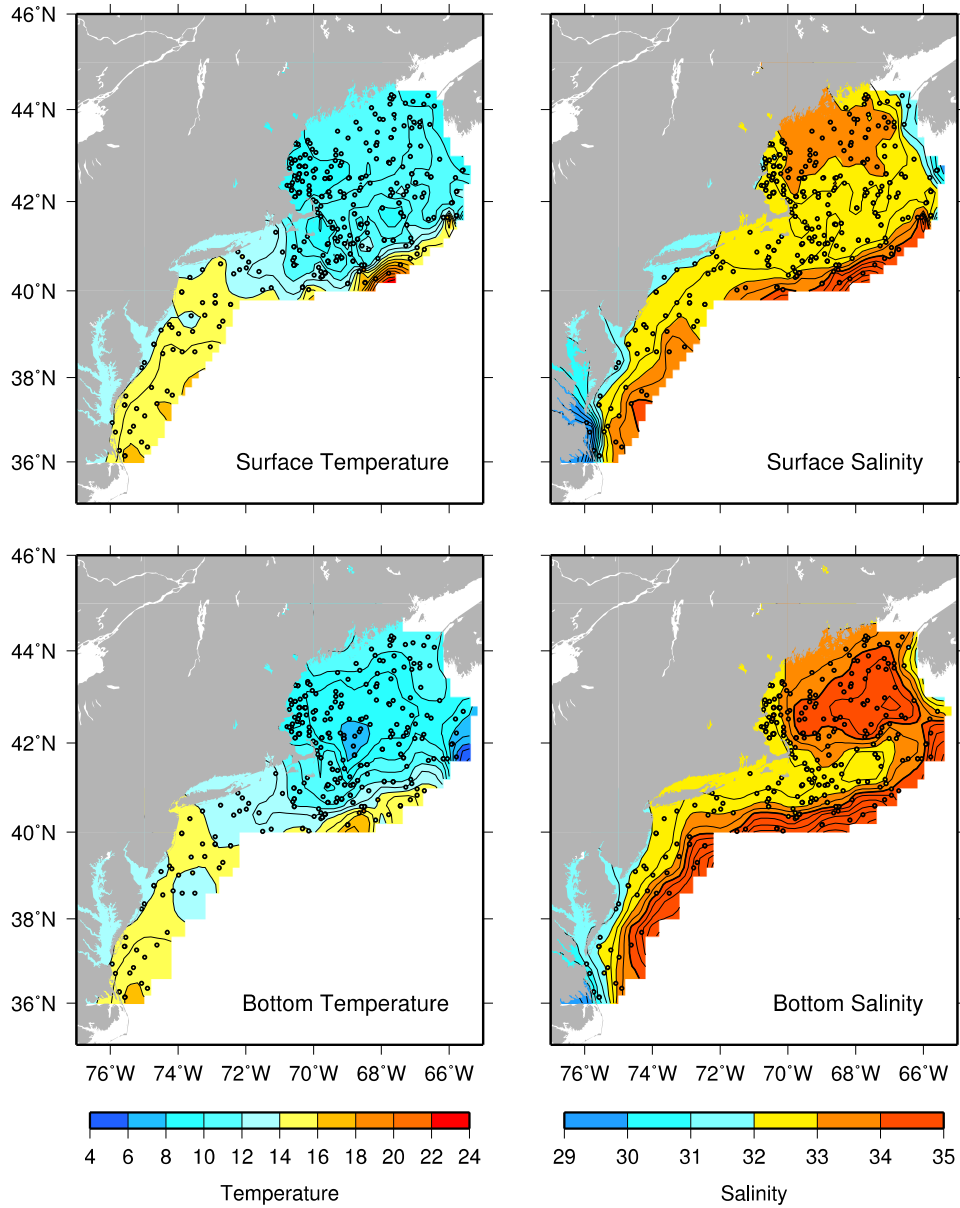 46°N
44°N
42°N
40°N
38°N
36°N
Surface Temperature
Surface Salinity
46°N
44°N
42°N
40°N
38°N
36°N
Bottom Temperature
Bottom Salinity
76°W 74°W 72°W 70°W 68°W 66°W
76°W 74°W 72°W 70°W 68°W 66°W
4 6 8 10 12 14 16 18 20 22 24
Temperature
29 30 31 32 33 34 35
Salinity